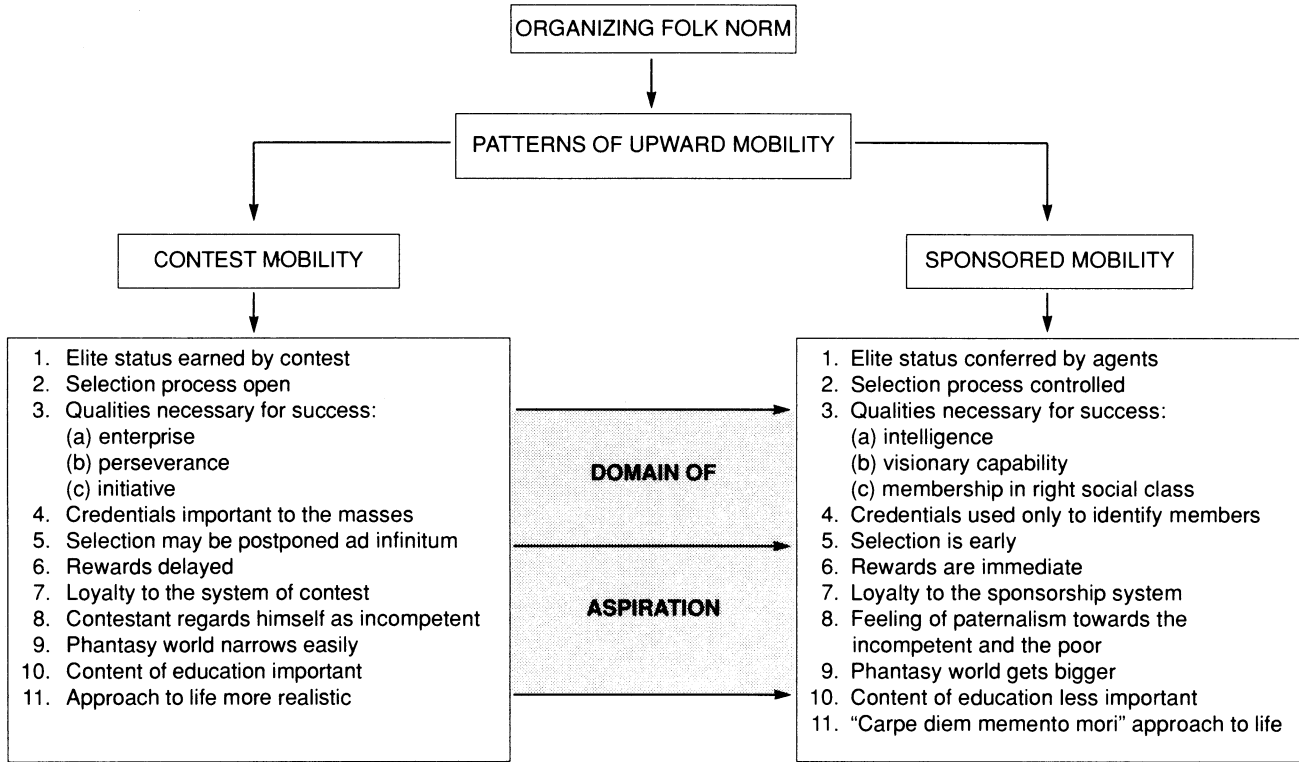 ORGANIZING FOLK NORM
PATTERNS OF UPWARD MOBILITY
CONTEST MOBILITY
1. Elite status earned by contest
2. Selection process open
3. Qualities necessary for success:
(a) enterprise
(b) perseverance
(c) initiative
4. Credentials important to the masses
5. Selection may be postponed ad infinitum
6. Rewards delayed
7. Loyalty to the system of contest
8. Contestant regards himself as incompetent
9. Phantasy world narrows easily
10. Content of education important
11. Approach to life more realistic
DOMAIN OF
ASPIRATION
SPONSORED MOBILITY
1. Elite status conferred by agents
2. Selection process controlled
3. Qualities necessary for success:
(a) intelligence
(b) visionary capability
(c) membership in right social class
4. Credentials used only to identify members
5. Selection is early
6. Rewards are immediate
7. Loyalty to the sponsorship system
8. Feeling of paternalism towards the
incompetent and the poor
9. Phantasy world gets bigger
10. Content of education less important
11. “Carpe diem memento mori” approach to life